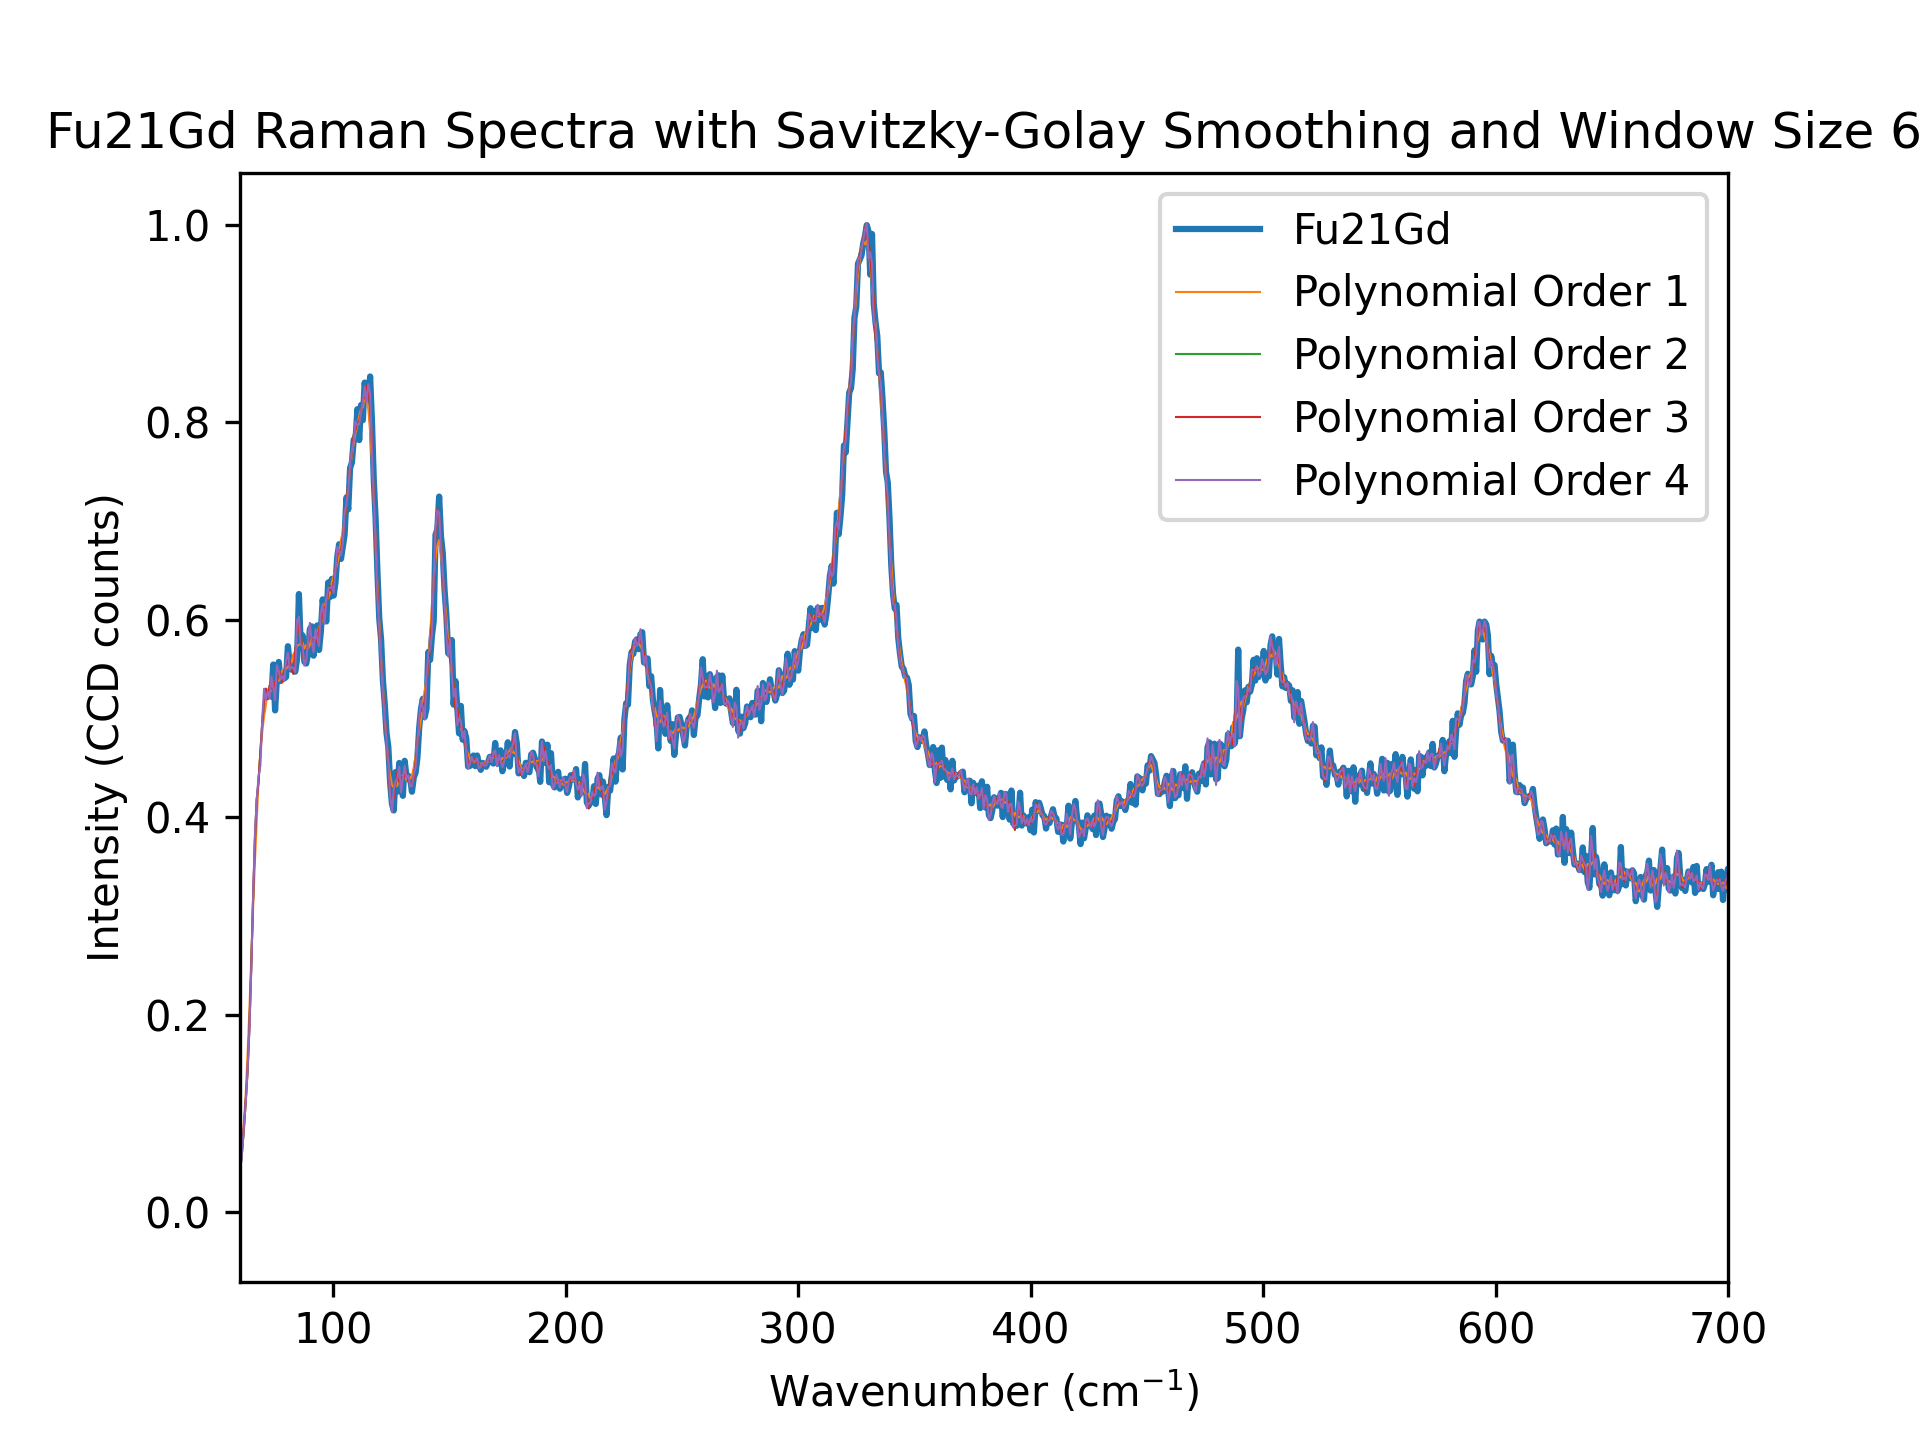 Fu21Gd Raman Spectra with Savitzky-Golay Smoothing and Window Size 6
Fu21Gd
Polynomial Order 1
Polynomial Order 2
Polynomial Order 3
Polynomial Order 4
Intensity (CCD counts)
1.0
0.8
0.6
0.4
0.2
0.0
100 200 300 400 500 600 700
Wavenumber (cm⁻¹)